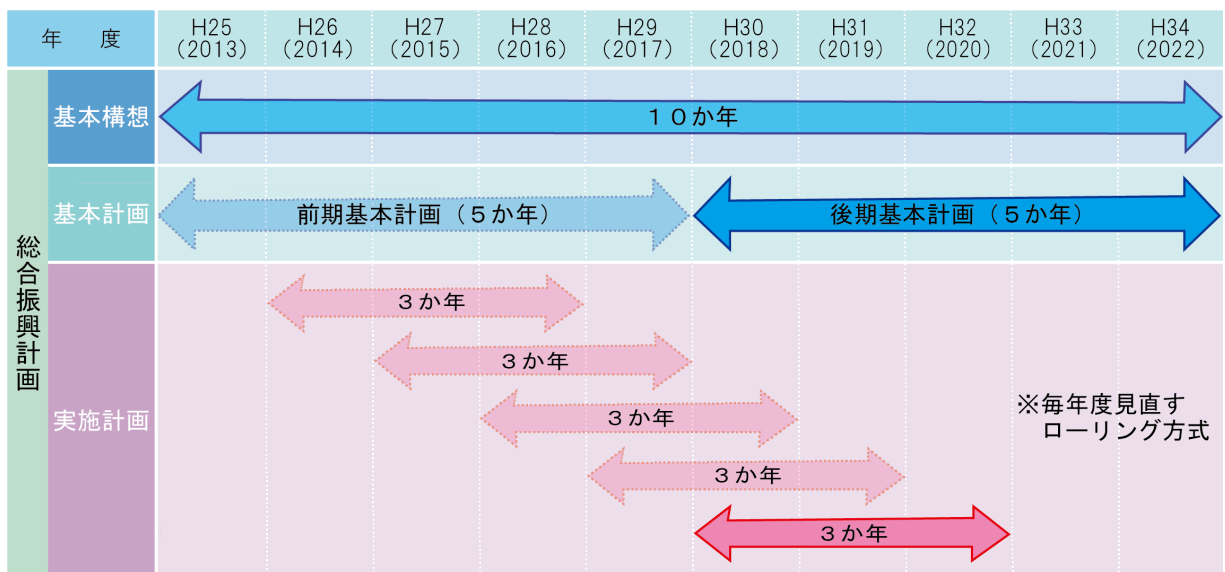 年　度
H25
(2013)
H26
(2014)
H27
(2015)
H28
(2016)
H29
(2017)
H30
(2018)
H31
(2019)
H32
(2020)
H33
(2021)
H34
(2022)
総合振興計画
基本構想
１０か年
基本計画
前期基本計画（５か年）
後期基本計画（５か年）
実施計画
３か年
３か年
３か年
３か年
３か年
※毎年度見直す
ローリング方式